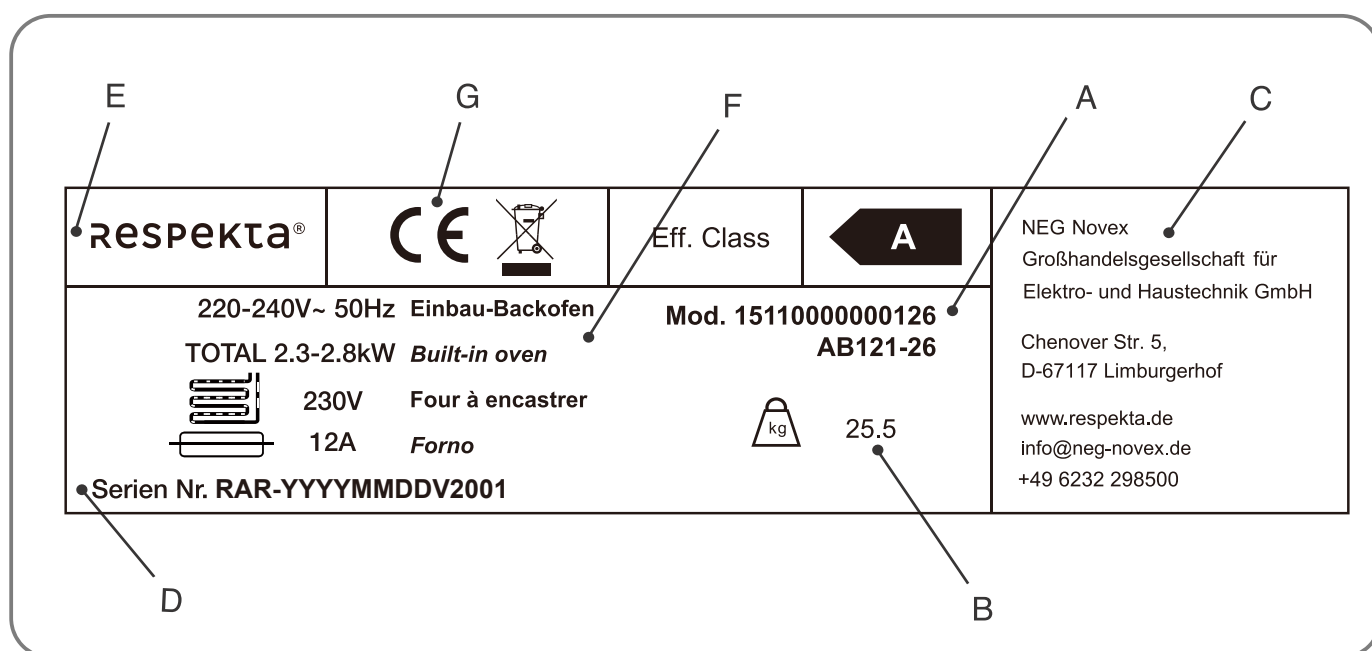 E
G
F
A
C
Respekta®
CE
Eff. Class
A
220-240V~ 50Hz Einbau-Backofen
TOTAL 2.3-2.8kW Built-in oven
230V Four à encastrer
12A Forno
Serien Nr. RAR-YYYYMMDDV2001
Mod. 15110000000126
AB121-26
kg 25.5
NEG Novex
Großhandelsgesellschaft für
Elektro- und Haustechnik GmbH
Chenover Str. 5,
D-67117 Limburgerhof
www.respekta.de
info@neg-novex.de
+49 6232 298500
D
B